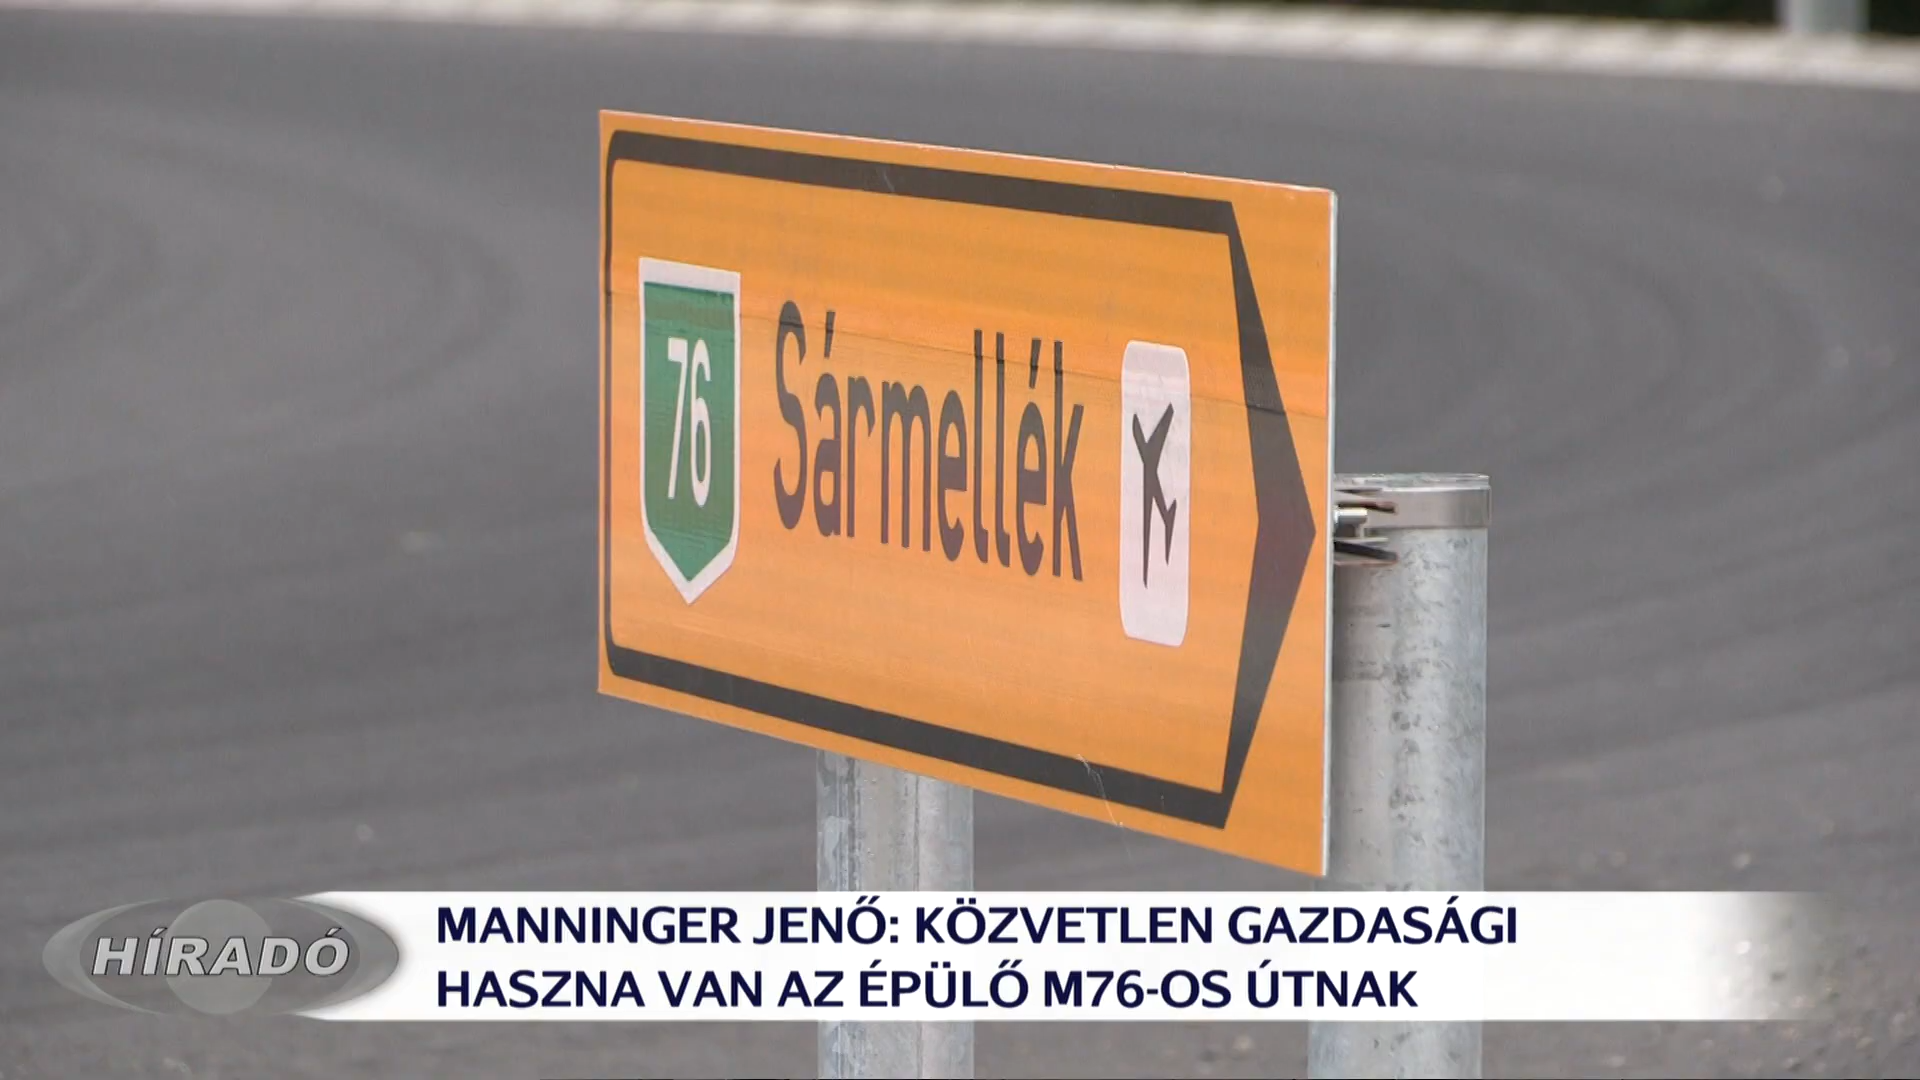 76
Sármellék
HÍRADÓ
MANNINGER JENŐ: KÖZVETLEN GAZDASÁGI
HASZNA VAN AZ ÉPÜLŐ M76-OS ÚTNAK